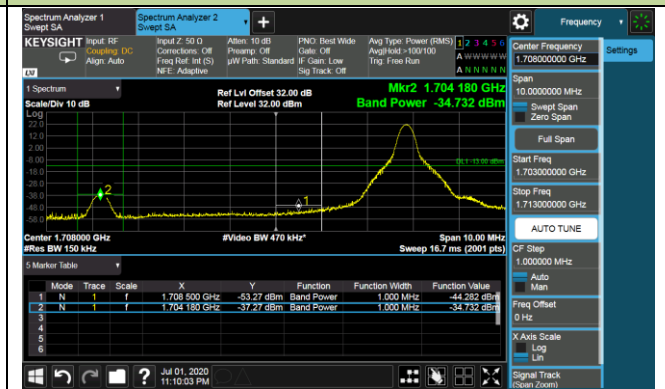 Spectrum Analyzer 1
Swept SA
Spectrum Analyzer 2
Swept SA
Frequency
KEYSIGHT
Input: RF
Coupling: DC
Align: Auto
Input Z: 50 Ω
Corrections: Off
Freq Ref: Int (S)
NFE: Adaptive
Atten: 10 dB
Preamp: Off
µW Path: Standard
PNO: Best Wide
Gate: Off
IF Gain: Low
Sig Track: Off
Avg Type: Power (RMS)
Avg|Hold >100/100
Trig: Free Run
1 2 3 4 5 6
A W W W W W
A N N N N N
LXI
1 Spectrum
Scale/Div 10 dB
Ref Lvl Offset 32.00 dB
Ref Level 32.00 dBm
Mkr2 1.704 180 GHz
Band Power -34.732 dBm
Log
22.0
12.0
2.00
-8.00
-18.0
-28.0
-38.0
-48.0
-58.0
DL1 -13.00 dBm
2
1
Center 1.708000 GHz
#Res BW 150 kHz
#Video BW 470 kHz*
Span 10.00 MHz
Sweep 16.7 ms (2001 pts)
5 Marker Table
Mode Trace Scale X Y Function Function Width Function Value
1 N 1 f 1.708 500 GHz -53.27 dBm Band Power 1.000 MHz -44.282 dBm
2 N 1 f 1.704 180 GHz -37.28 dBm Band Power 1.000 MHz -34.732 dBm
3
4
5
6
Jul 01, 2020
11:10:03 PM
Center Frequency
1.708000000 GHz
Settings
Span
10.0000000 MHz
Swept Span
Zero Span
Full Span
Start Freq
1.703000000 GHz
Stop Freq
1.713000000 GHz
AUTO TUNE
CF Step
1.000000 MHz
Auto
Man
Freq Offset
0 Hz
X Axis Scale
Log
Lin
Signal Track
(Span Zoom)